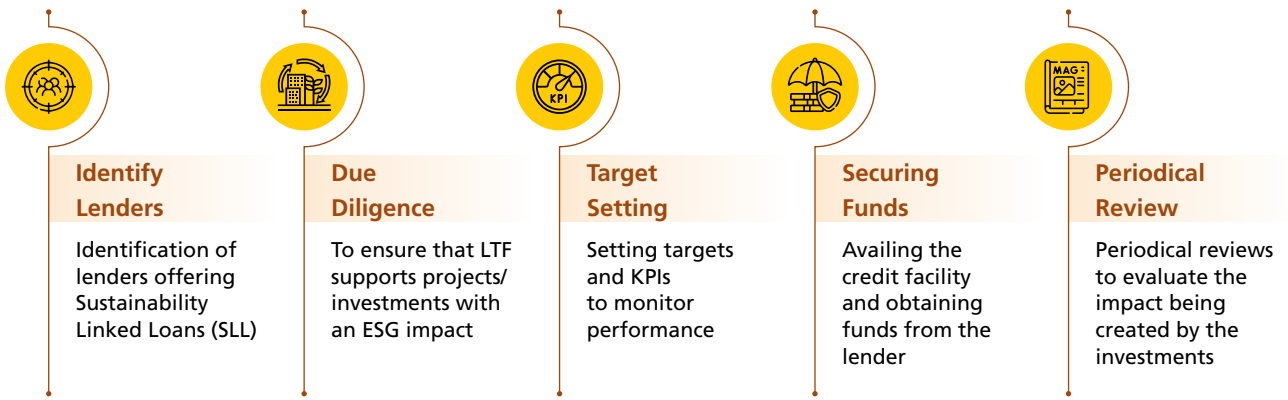 KPI
MAG
Identify
Lenders
Identification of
lenders offering
Sustainability
Linked Loans (SLL)
Due
Diligence
To ensure that LTF
supports projects/
investments with
an ESG impact
Target
Setting
Setting targets
and KPIs
to monitor
performance
Securing
Funds
Availing the
credit facility
and obtaining
funds from the
lender
Periodical
Review
Periodical reviews
to evaluate the
impact being
created by the
investments